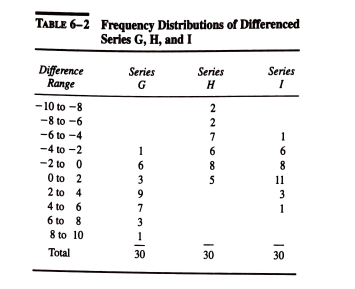 TABLE 6–2 Frequency Distributions of Differenced
Series G, H, and I
Difference Series Series Series
Range G H I
−10 to −8 2
−8 to −6 2
−6 to −4 7 1
−4 to −2 1 6 6
−2 to 0 6 8 8
0 to 2 3 5 11
2 to 4 9 3
4 to 6 7 1
6 to 8 3
8 to 10 1
Total 30 30 30